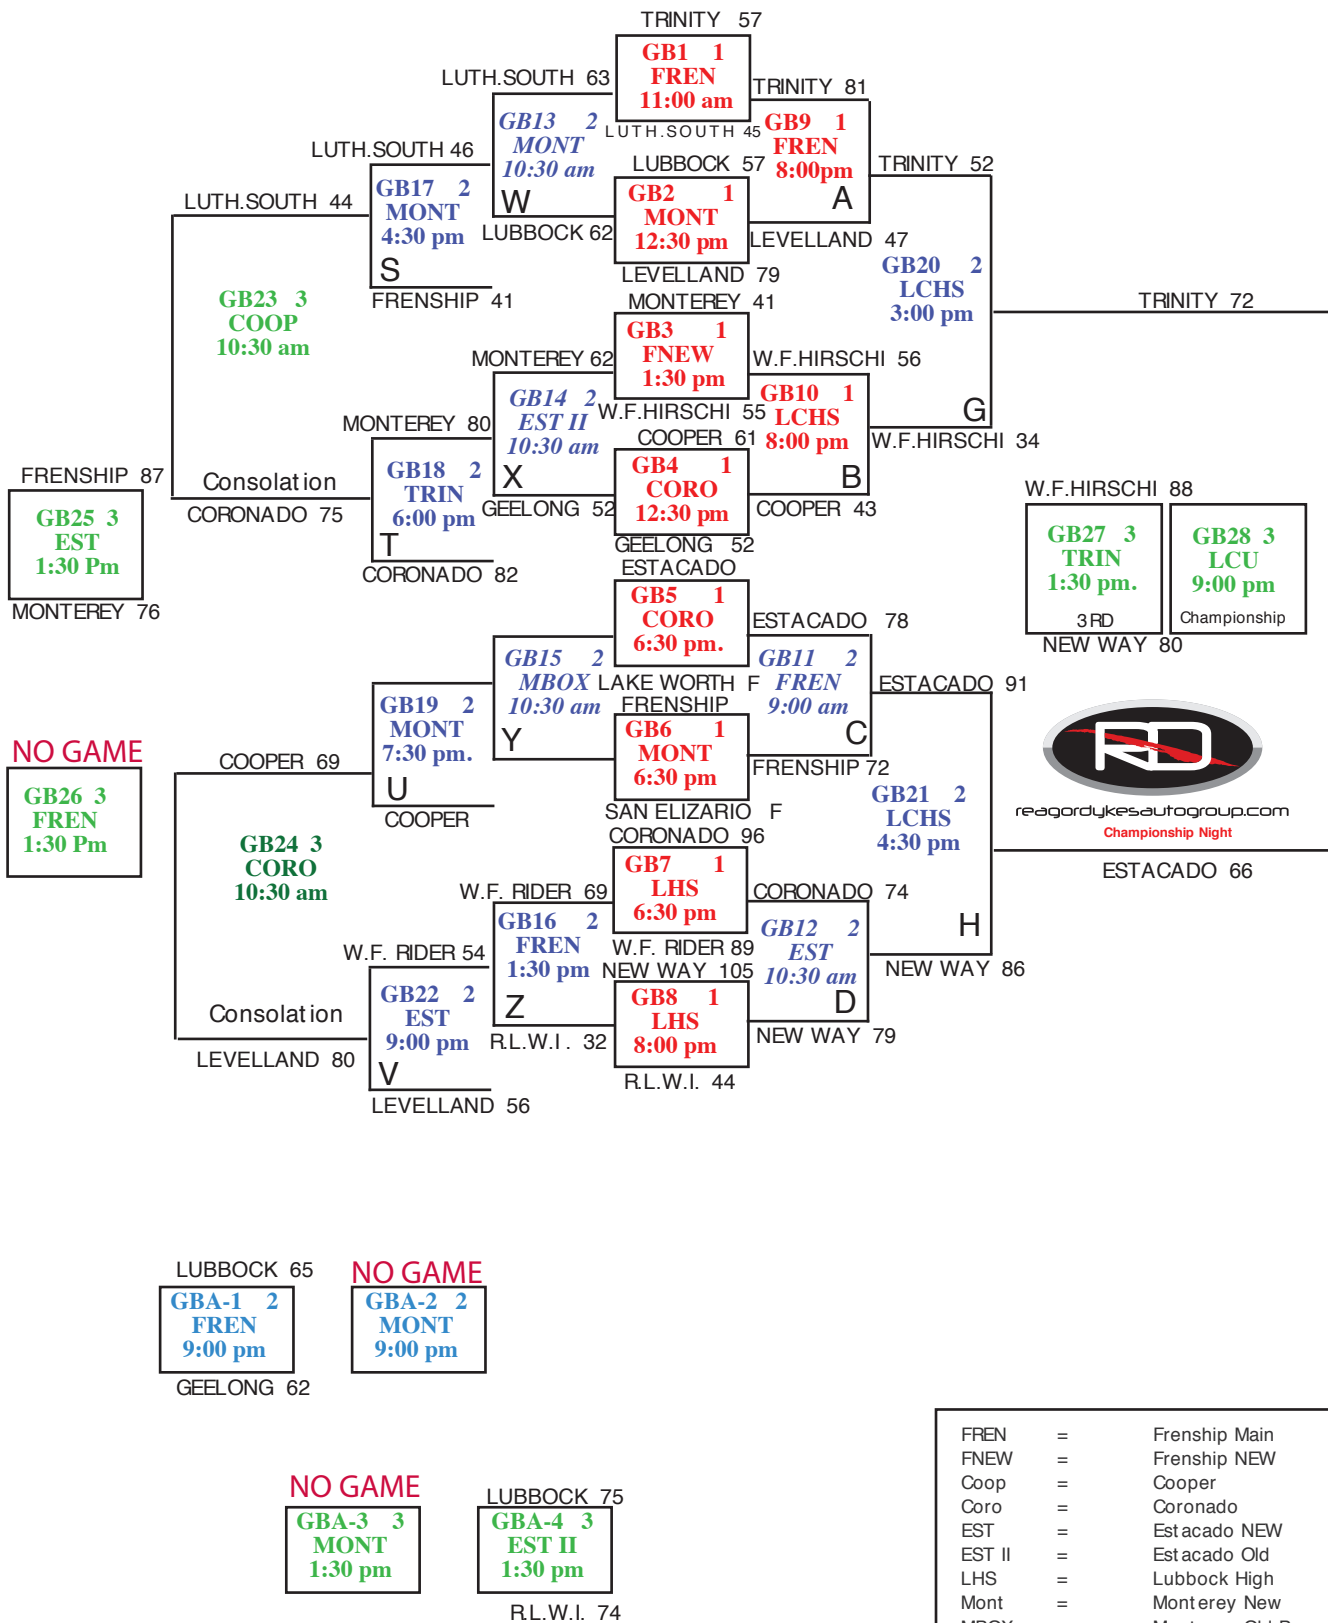 TRINITY 57
GB1 1
FREN
11:00 am
LUTH.SOUTH 45
LUTH.SOUTH 63
TRINITY 81
GB13 2
MONT
10:30 am
W
GB9 1
FREN
8:00pm
A
LUTH.SOUTH 46
LUBBOCK 57
TRINITY 52
GB17 2
MONT
4:30 pm
S
GB2 1
MONT
12:30 pm
LUTH.SOUTH 44
LUBBOCK 62
LEVELLAND 47
LEVELLAND 79
GB20 2
LCHS
3:00 pm
G
FRENSHIP 41
MONTEREY 41
TRINITY 72
GB23 3
COOP
10:30 am
GB3 1
FNEW
1:30 pm
MONTEREY 62
W.F.HIRSCHI 56
GB14 2
EST II
10:30 am
X
W.F.HIRSCHI 55
GB10 1
LCHS
8:00 pm
B
MONTEREY 80
COOPER 61
W.F.HIRSCHI 34
GB18 2
TRIN
6:00 pm
T
GB4 1
CORO
12:30 pm
FRENSHIP 87
Consolation
CORONADO 75
GEELONG 52
COOPER 43
W.F.HIRSCHI 88
GB25 3
EST
1:30 Pm
MONTEREY 76
GB27 3
TRIN
1:30 pm.
3RD
GB28 3
LCU
9:00 pm
Championship
NEW WAY 80
GEELONG 52
CORONADO 82
ESTACADO
GB5 1
CORO
6:30 pm.
ESTACADO 78
GB15 2
MBOX
10:30 am
Y
LAKE WORTH F
GB11 2
FREN
9:00 am
C
ESTACADO 91
FRENSHIP
GB19 2
MONT
7:30 pm.
U
GB6 1
MONT
6:30 pm
RD
reagordykesautogroup.com
Championship Night
NO GAME
GB26 3
FREN
1:30 Pm
COOPER 69
FRENSHIP 72
COOPER
SAN ELIZARIO F
GB21 2
LCHS
4:30 pm
H
CORONADO 96
GB24 3
CORO
10:30 am
GB7 1
LHS
6:30 pm
ESTACADO 66
W.F. RIDER 69
CORONADO 74
GB16 2
FREN
1:30 pm
Z
GB12 2
EST
10:30 am
D
W.F. RIDER 54
W.F. RIDER 89
NEW WAY 105
NEW WAY 86
GB22 2
EST
9:00 pm
V
GB8 1
LHS
8:00 pm
Consolation
LEVELLAND 80
R.L.W.I. 32
NEW WAY 79
R.L.W.I. 44
LEVELLAND 56
LUBBOCK 65
GBA-1 2
FREN
9:00 pm
GEELONG 62
NO GAME
GBA-2 2
MONT
9:00 pm
NO GAME
GBA-3 3
MONT
1:30 pm
LUBBOCK 75
GBA-4 3
EST II
1:30 pm
R.L.W.I. 74
FREN = Frenship Main
FNEW = Frenship NEW
Coop = Cooper
Coro = Coronado
EST = Estacado NEW
EST II = Estacado Old
LHS = Lubbock High
Mont = Monterey New